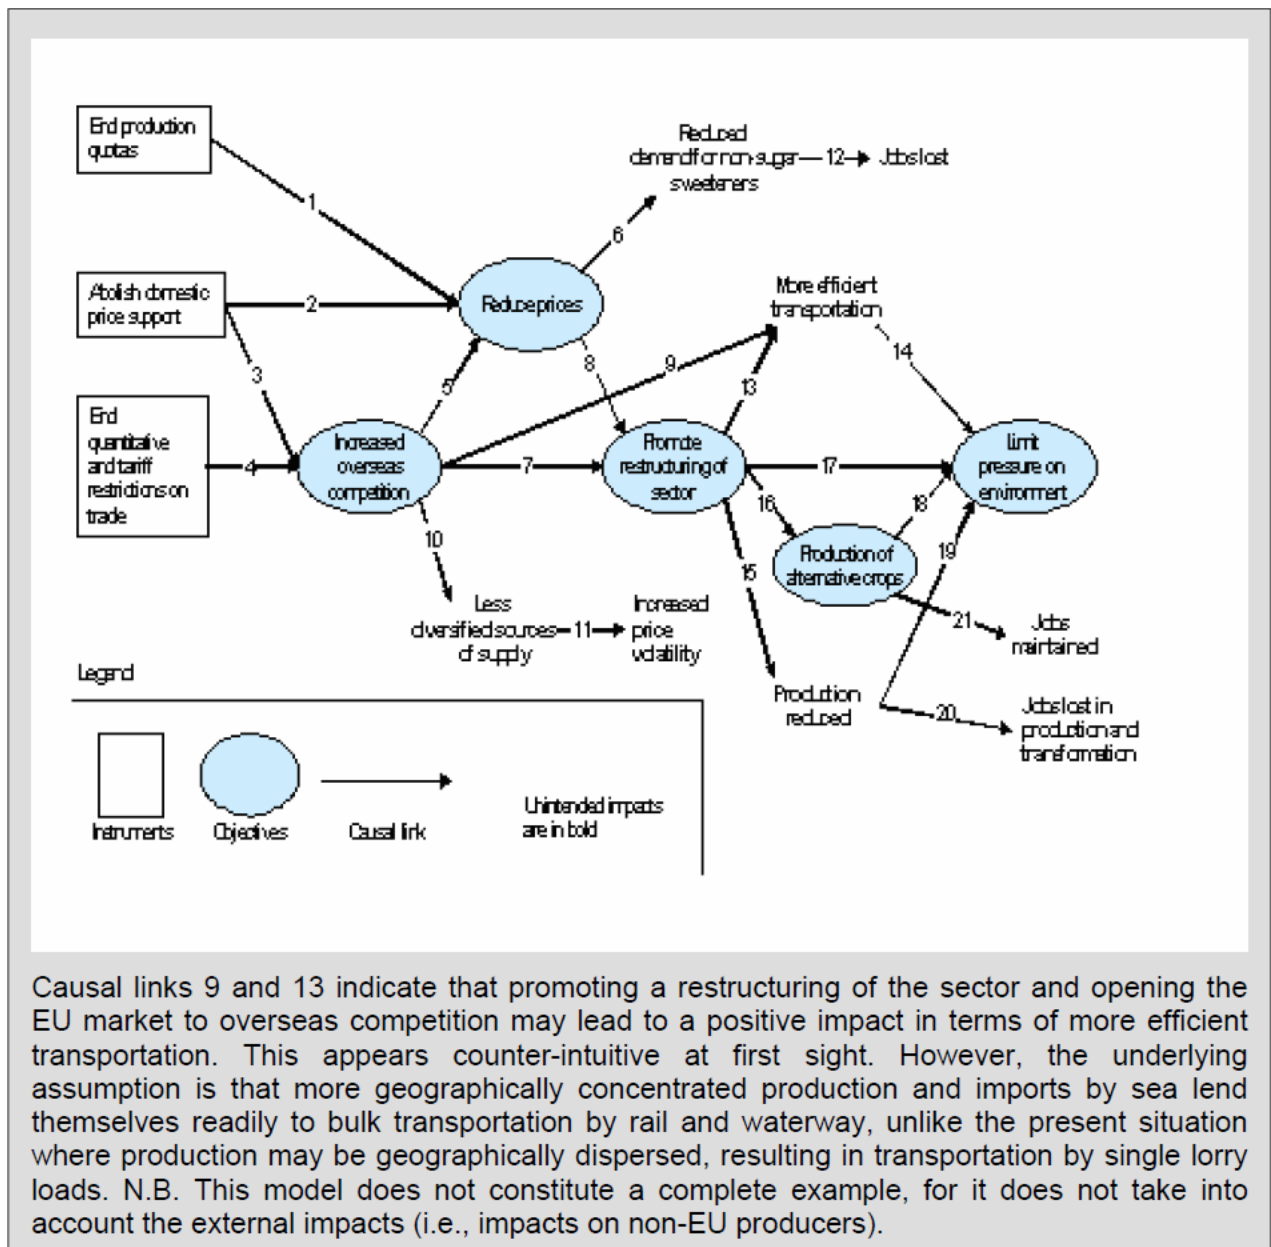 End production
quotas
1
Reduced
demand for non-sugar
sweeteners
12
Jobs lost
6
Abolish domestic
price support
2
Reduce prices
More efficient
transportation
3
5
8
9
13
14
End
quantitative
and tariff
restrictions on
trade
4
Increased
overseas
competition
7
Promote
restructuring of
sector
17
Limit
pressure on
environment
16
18
10
15
Production of
alternative crops
19
21
Jobs
maintained
Less
diversified sources
of supply
11
Increased
price
volatility
Production
reduced
20
Jobs lost in
production and
transformation
Legend
Instruments
Objectives
Causal link
Unintended impacts
are in bold
Causal links 9 and 13 indicate that promoting a restructuring of the sector and opening the
EU market to overseas competition may lead to a positive impact in terms of more efficient
transportation. This appears counter-intuitive at first sight. However, the underlying
assumption is that more geographically concentrated production and imports by sea lend
themselves readily to bulk transportation by rail and waterway, unlike the present situation
where production may be geographically dispersed, resulting in transportation by single lorry
loads. N.B. This model does not constitute a complete example, for it does not take into
account the external impacts (i.e., impacts on non-EU producers).